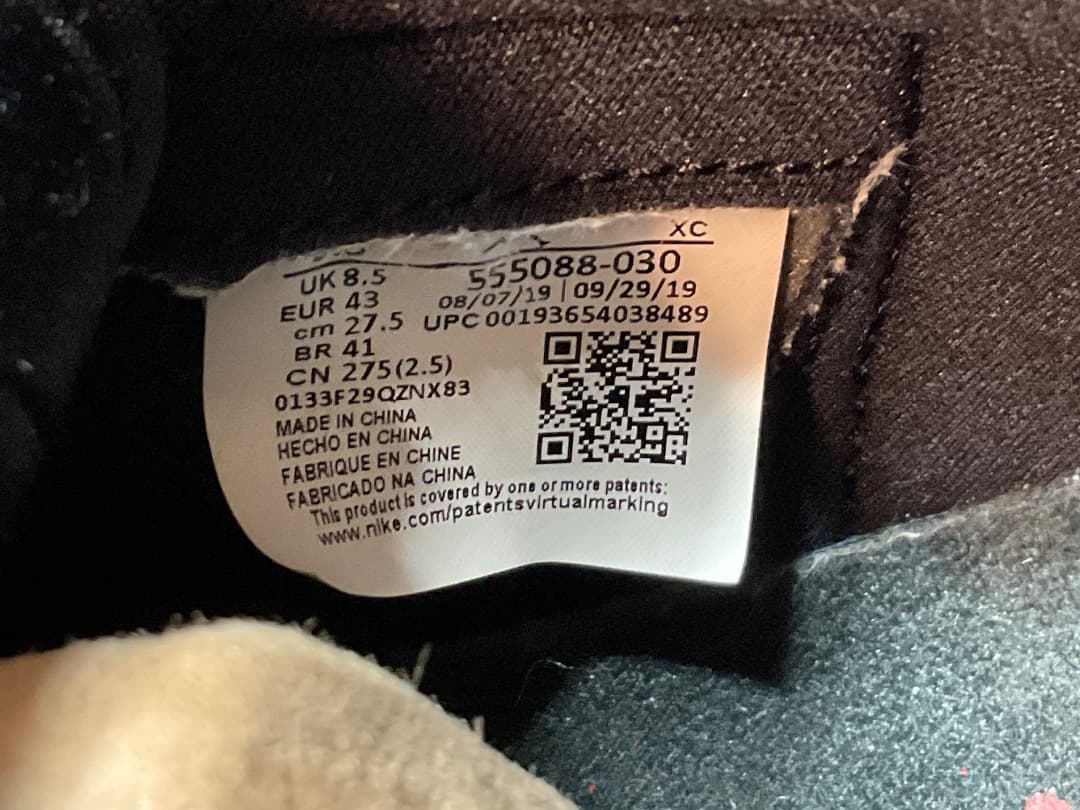 XC
UK 8.5
555088-030
EUR 43
08/07/19 | 09/29/19
cm 27.5
UPC 00193654038489
BR 41
CN 275(2.5)
0133F29QZNX83
MADE IN CHINA
HECHO EN CHINA
FABRIQUE EN CHINE
FABRICADO NA CHINA
This product is covered by one or more patents:
www.nike.com/patentsvirtualmarking